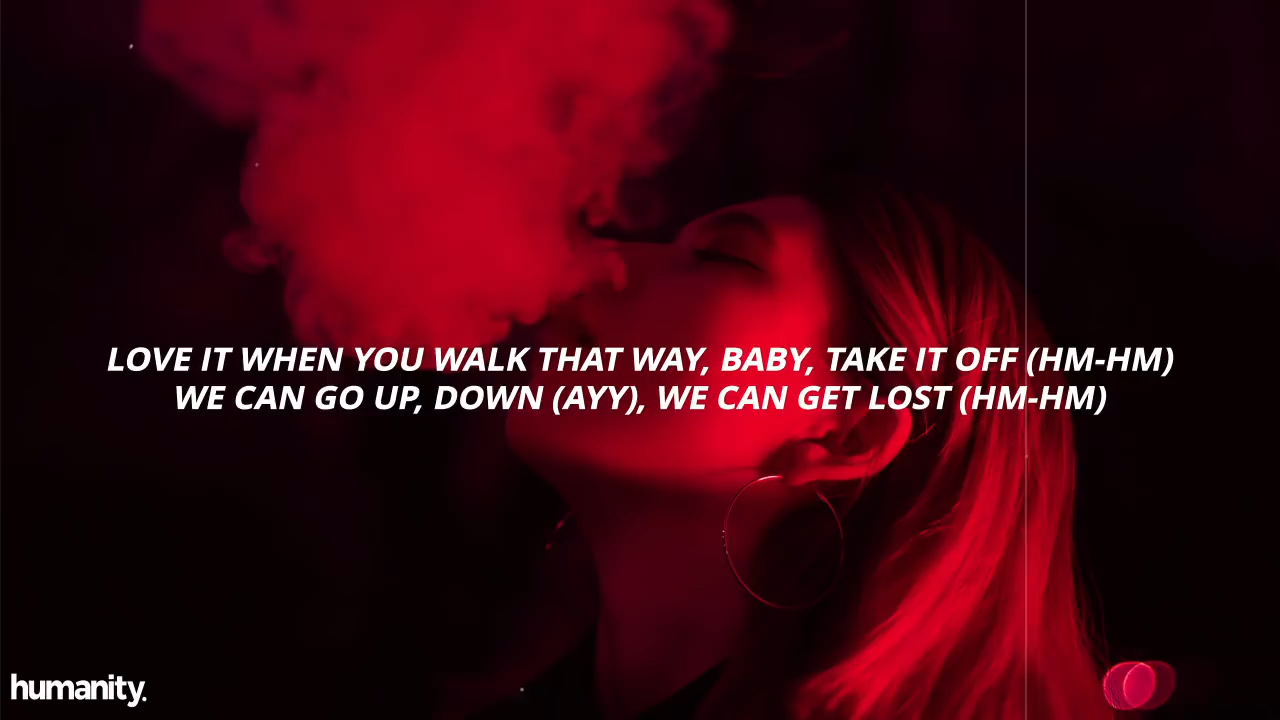 LOVE IT WHEN YOU WALK THAT WAY, BABY, TAKE IT OFF (HM-HM)
WE CAN GO UP, DOWN (AYY), WE CAN GET LOST (HM-HM)
humanity.